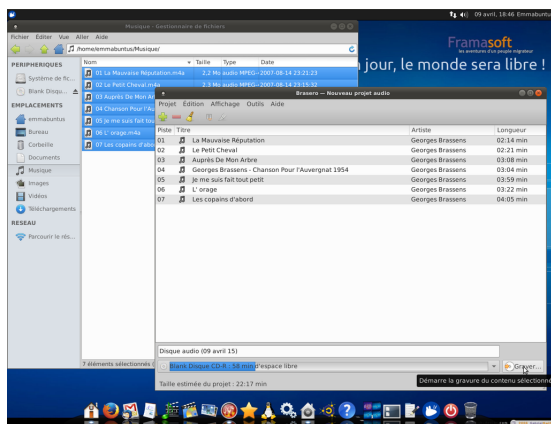 09 avril, 18:46 Emmabuntu
Musique - Gestionnaire de fichiers
Fichier Éditer Vue Aller Aide
/home/emmabuntus/Musique/
Framasoft
les aventures d'un peuple migrateur
jour, le monde sera libre !
PERIPHERIQUES
Système de fic...
Blank Disqu...
EMPLACEMENTS
emmabuntus
Bureau
Corbeille
Documents
Musique
Images
Vidéos
Téléchargements
RESEAU
Parcourir le rés...
Nom Taille Type Date
01 La Mauvaise Réputation.m4a 2,2 Mo audio MPEG- 2007-08-14 23:21:23
02 Le Petit Cheval.m4a 2,3 Mo audio MPEG- 2007-08-14 23:15:32
03 Auprès De Mon Ar
04 Chanson Pour l'Au
05 Je me suis fait tou
06 L' orage.m4a
07 Les copains d'abo
7 éléments sélectionnés (
Brasero — Nouveau projet audio
Projet Édition Affichage Outils Aide
Piste Titre Artiste Longueur
01 La Mauvaise Réputation Georges Brassens 02:14 min
02 Le Petit Cheval Georges Brassens 02:21 min
03 Auprès De Mon Arbre Georges Brassens 03:08 min
04 Georges Brassens - Chanson Pour l'Auvergnat 1954 Georges Brassens 03:04 min
05 Je me suis fait tout petit Georges Brassens 03:59 min
06 L' orage Georges Brassens 03:22 min
07 Les copains d'abord Georges Brassens 04:05 min
Disque audio (09 avril 15)
Blank Disque CD-R : 58 min d'espace libre
Graver...
Démarre la gravure du contenu sélectionné
Taille estimée du projet : 22:17 min